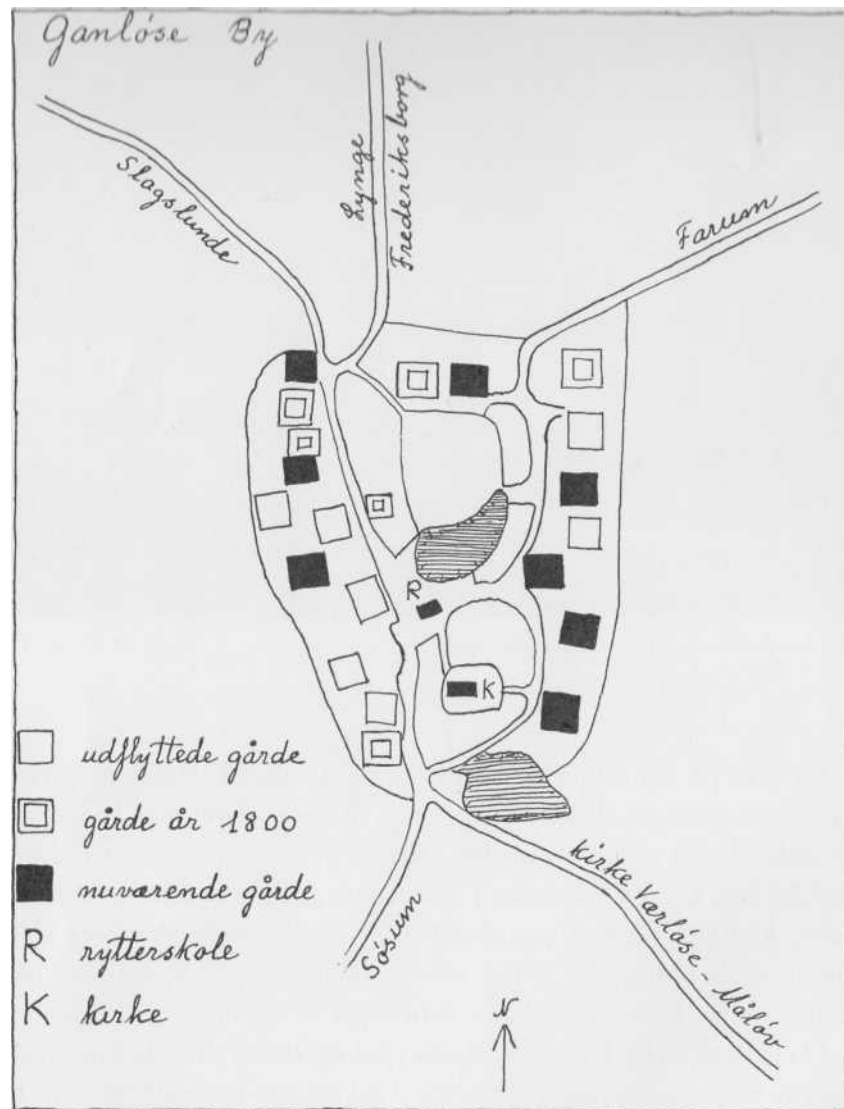 Ganløse By
Slagslunde
Lynge
Frederiksborg
Farum
R
K
udflyttede gårde
gårde år 1800
nuværende gårde
R rytterskole
K kirke
Søsum
Kirke Værløse - Måløv
N